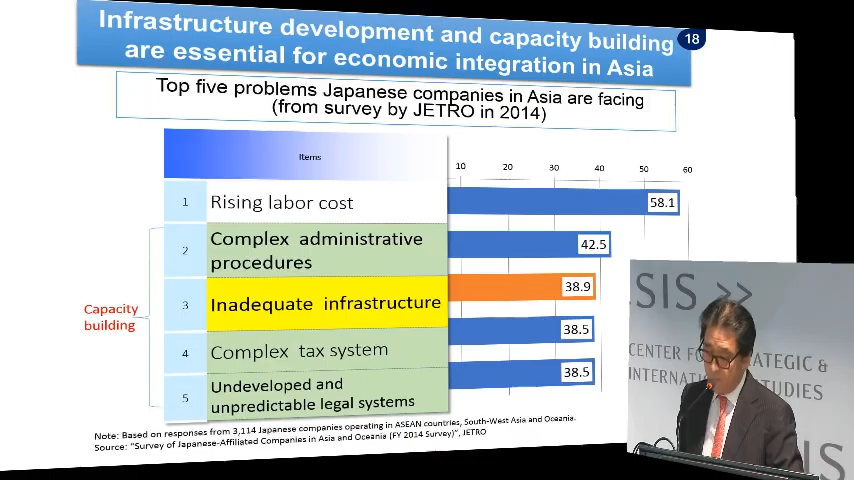 Infrastructure development and capacity building
are essential for economic integration in Asia
18
Top five problems Japanese companies in Asia are facing
(from survey by JETRO in 2014)
Items
10 20 30 40 50 60
1 Rising labor cost 58.1
2 Complex administrative
procedures 42.5
3 Inadequate infrastructure 38.9
4 Complex tax system 38.5
5 Undeveloped and
unpredictable legal systems 38.5
Capacity
building
Note: Based on responses from 3,114 Japanese companies operating in ASEAN countries, South-West Asia and Oceania.
Source: "Survey of Japanese-Affiliated Companies in Asia and Oceania (FY 2014 Survey)", JETRO
SIS >>
CENTER FO ATEGIC &
INTERNATION STUDIES
SIS